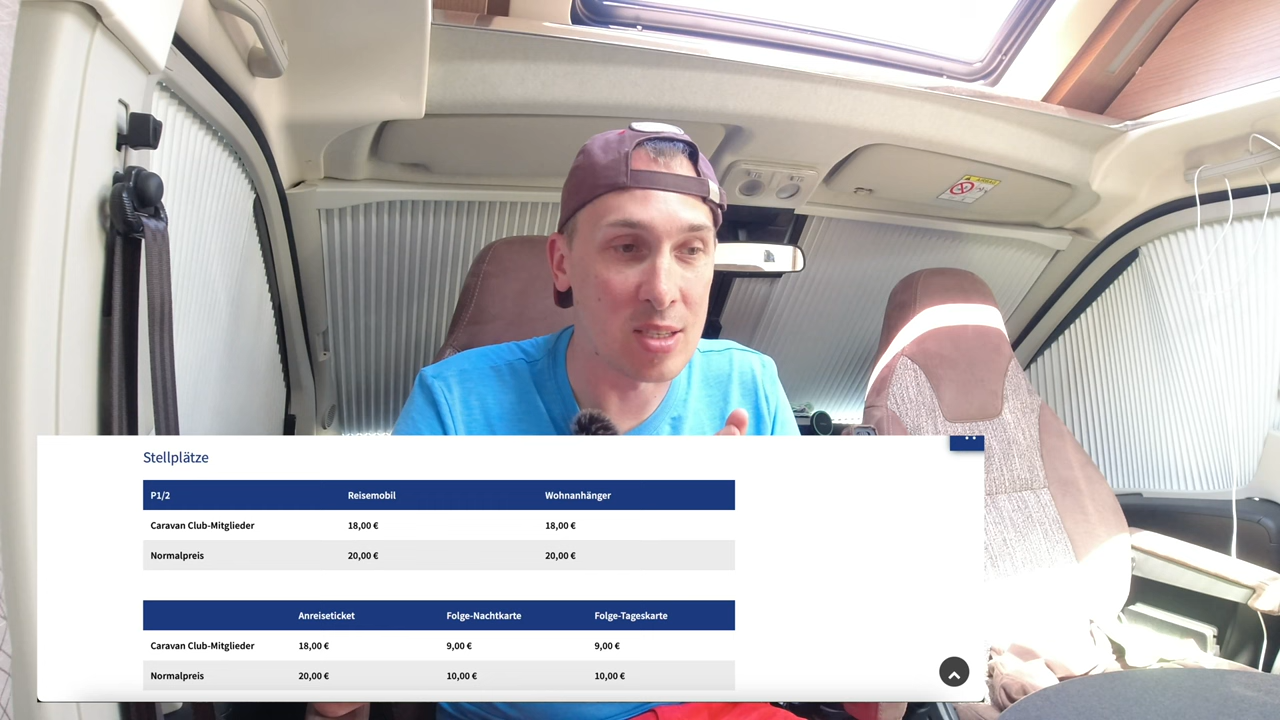 Stellplätze
P1/2 Reisemobil Wohnanhänger
Caravan Club-Mitglieder 18,00 € 18,00 €
Normalpreis 20,00 € 20,00 €
Anreiseticket Folge-Nachtkarte Folge-Tageskarte
Caravan Club-Mitglieder 18,00 € 9,00 € 9,00 €
Normalpreis 20,00 € 10,00 € 10,00 €